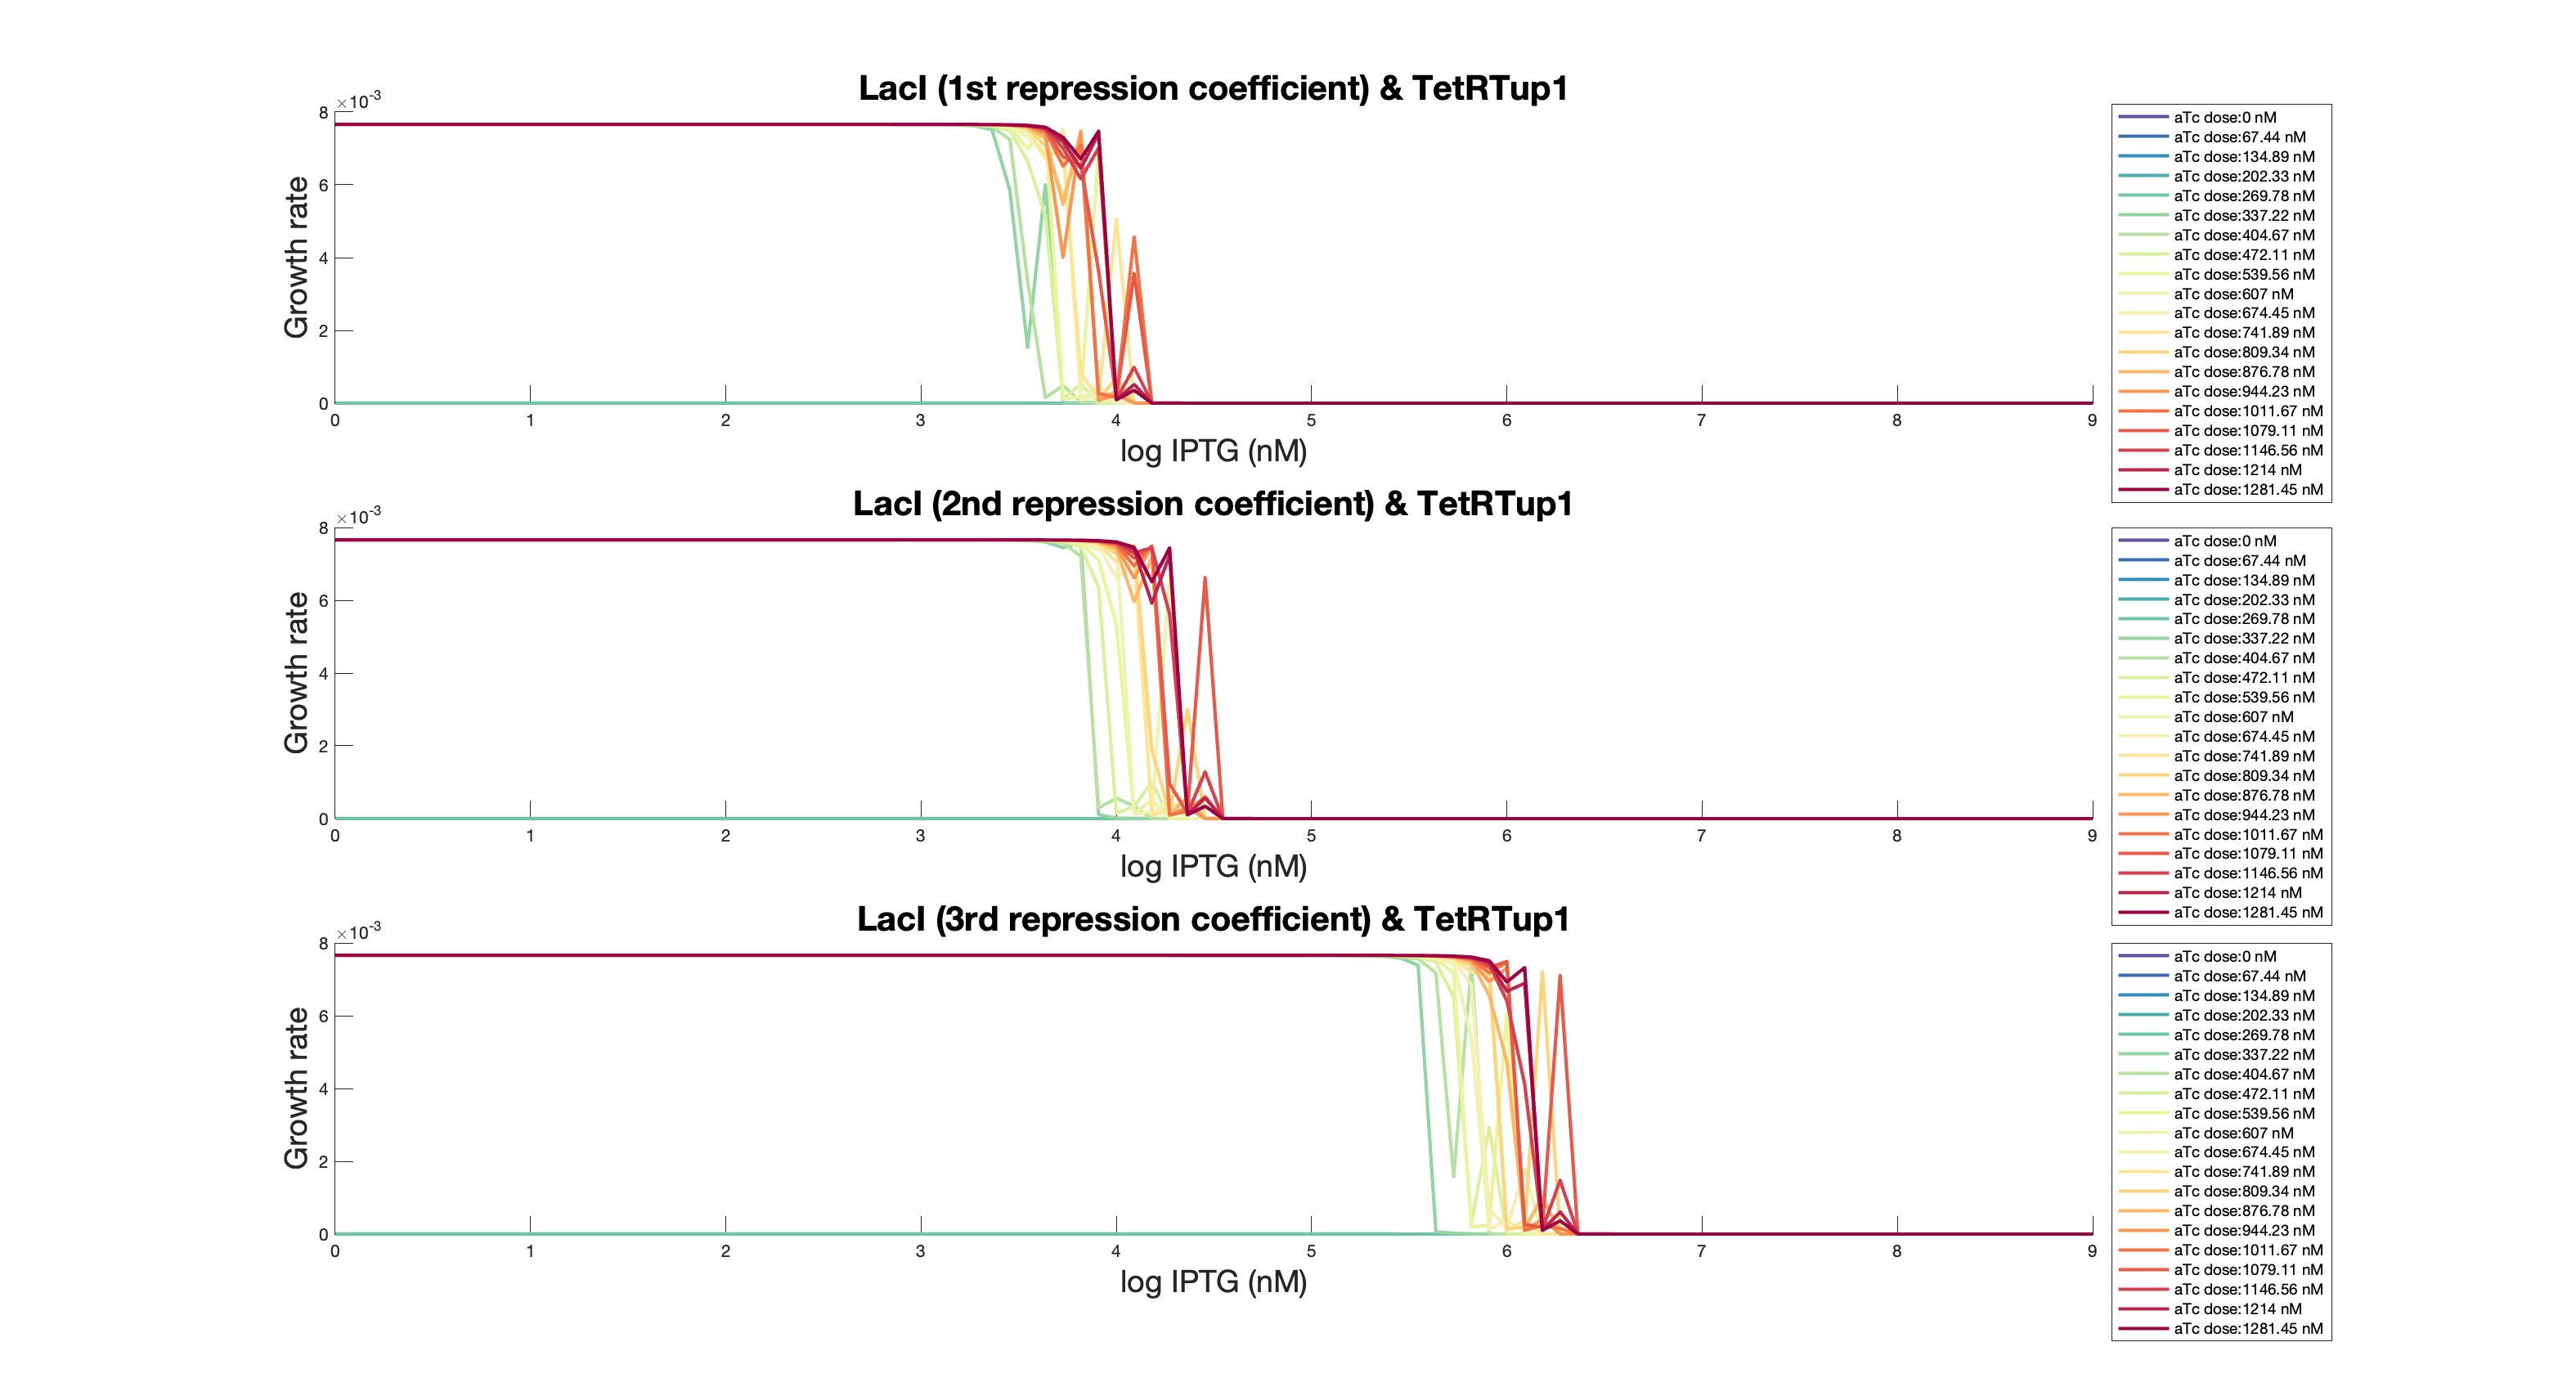 LacI (1st repression coefficient) & TetRTup1
×10-3
8
6
4
2
0
Growth rate
0 1 2 3 4 5 6 7 8 9
log IPTG (nM)
aTc dose:0 nM
aTc dose:67.44 nM
aTc dose:134.89 nM
aTc dose:202.33 nM
aTc dose:269.78 nM
aTc dose:337.22 nM
aTc dose:404.67 nM
aTc dose:472.11 nM
aTc dose:539.56 nM
aTc dose:607 nM
aTc dose:674.45 nM
aTc dose:741.89 nM
aTc dose:809.34 nM
aTc dose:876.78 nM
aTc dose:944.23 nM
aTc dose:1011.67 nM
aTc dose:1079.11 nM
aTc dose:1146.56 nM
aTc dose:1214 nM
aTc dose:1281.45 nM
LacI (2nd repression coefficient) & TetRTup1
×10-3
8
6
4
2
0
Growth rate
0 1 2 3 4 5 6 7 8 9
log IPTG (nM)
aTc dose:0 nM
aTc dose:67.44 nM
aTc dose:134.89 nM
aTc dose:202.33 nM
aTc dose:269.78 nM
aTc dose:337.22 nM
aTc dose:404.67 nM
aTc dose:472.11 nM
aTc dose:539.56 nM
aTc dose:607 nM
aTc dose:674.45 nM
aTc dose:741.89 nM
aTc dose:809.34 nM
aTc dose:876.78 nM
aTc dose:944.23 nM
aTc dose:1011.67 nM
aTc dose:1079.11 nM
aTc dose:1146.56 nM
aTc dose:1214 nM
aTc dose:1281.45 nM
LacI (3rd repression coefficient) & TetRTup1
×10-3
8
6
4
2
0
Growth rate
0 1 2 3 4 5 6 7 8 9
log IPTG (nM)
aTc dose:0 nM
aTc dose:67.44 nM
aTc dose:134.89 nM
aTc dose:202.33 nM
aTc dose:269.78 nM
aTc dose:337.22 nM
aTc dose:404.67 nM
aTc dose:472.11 nM
aTc dose:539.56 nM
aTc dose:607 nM
aTc dose:674.45 nM
aTc dose:741.89 nM
aTc dose:809.34 nM
aTc dose:876.78 nM
aTc dose:944.23 nM
aTc dose:1011.67 nM
aTc dose:1079.11 nM
aTc dose:1146.56 nM
aTc dose:1214 nM
aTc dose:1281.45 nM